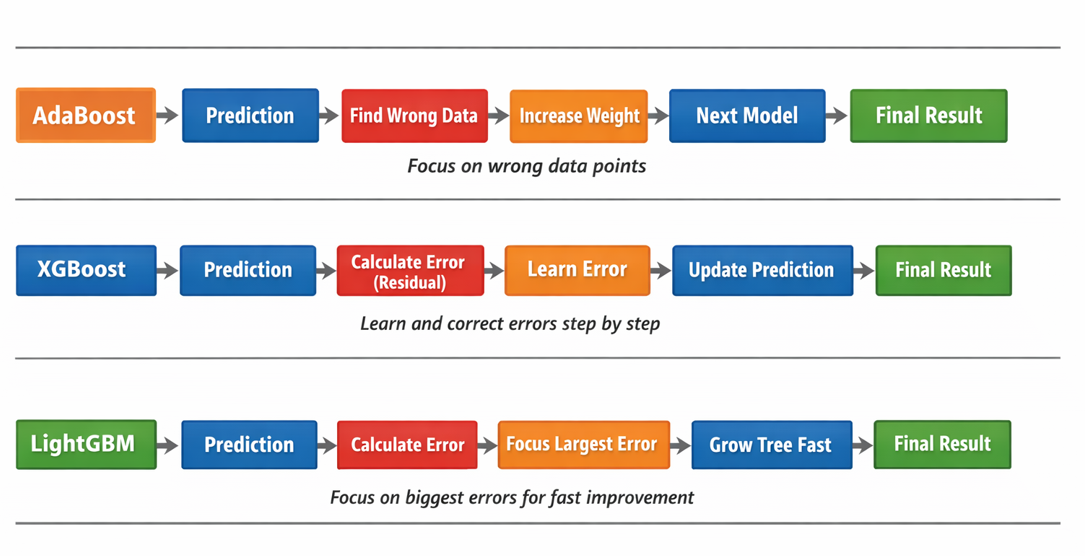 AdaBoost
Prediction
Find Wrong Data
Increase Weight
Next Model
Final Result
Focus on wrong data points
XGBoost
Prediction
Calculate Error
(Residual)
Learn Error
Update Prediction
Final Result
Learn and correct errors step by step
LightGBM
Prediction
Calculate Error
Focus Largest Error
Grow Tree Fast
Final Result
Focus on biggest errors for fast improvement